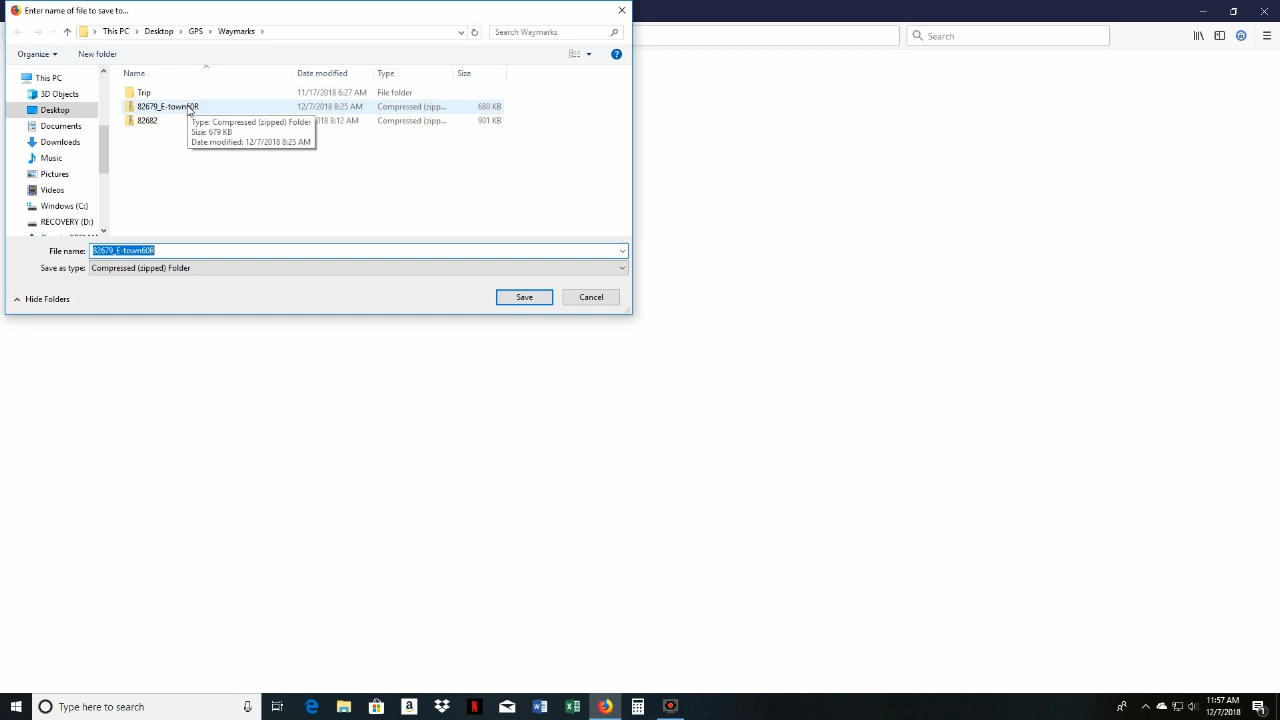 Enter name of file to save to...
This PC > Desktop > GPS > Waymarks >
Search Waymarks
Search
Organize
New folder
Name
Date modified
Type
Size
This PC
3D Objects
Desktop
Documents
Downloads
Music
Pictures
Videos
Windows (C:)
RECOVERY (D:)
Trip
11/17/2018 6:27 AM
File folder
82679_E-town60R
12/7/2018 8:25 AM
Compressed (zipp...
680 KB
82682
018 8:12 AM
Compressed (zipp...
901 KB
Type: Compressed (zipped) Folder
Size: 679 KB
Date modified: 12/7/2018 8:25 AM
File name:
82679_E-town60R
Save as type:
Compressed (zipped) Folder
Hide Folders
Save
Cancel
Type here to search
11:57 AM
12/7/2018